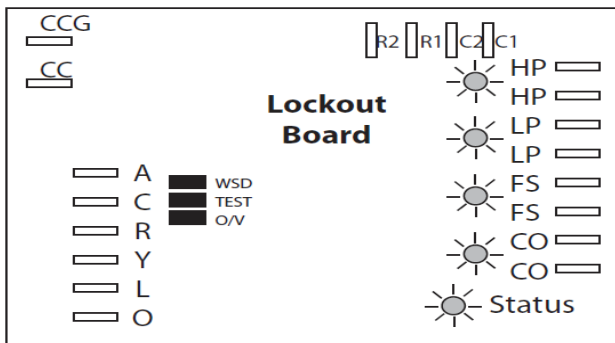 CCG
CC
R2 R1 C2 C1
Lockout
Board
HP
HP
LP
LP
FS
FS
CO
CO
Status
A
C
R
Y
L
O
WSD
TEST
O/V